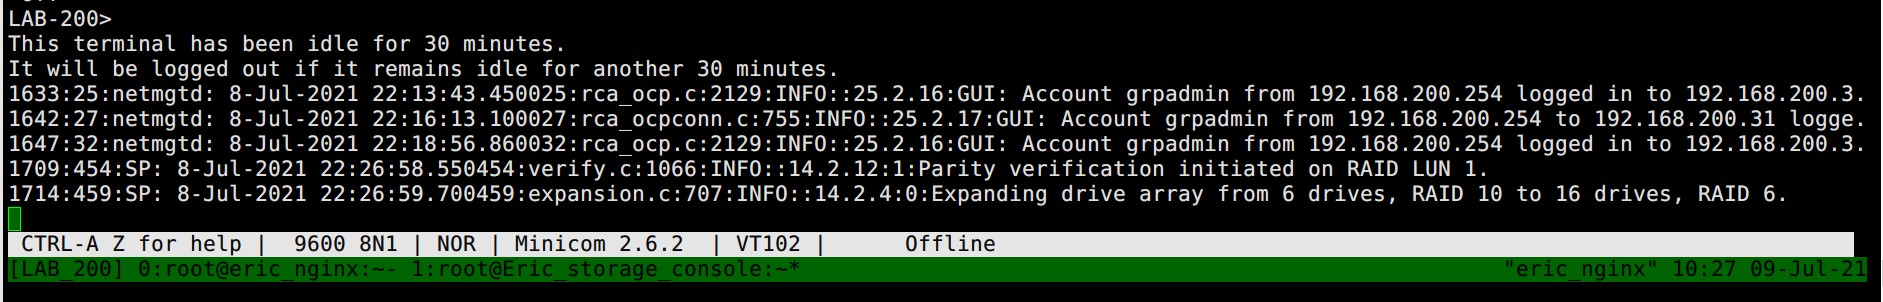 LAB-200>
This terminal has been idle for 30 minutes.
It will be logged out if it remains idle for another 30 minutes.
1633:25:netmgtd: 8-Jul-2021 22:13:43.450025:rca_ocp.c:2129:INFO::25.2.16:GUI: Account grpadmin from 192.168.200.254 logged in to 192.168.200.3.
1642:27:netmgtd: 8-Jul-2021 22:16:13.100027:rca_ocpconn.c:755:INFO::25.2.17:GUI: Account grpadmin from 192.168.200.254 to 192.168.200.31 logge.
1647:32:netmgtd: 8-Jul-2021 22:18:56.860032:rca_ocp.c:2129:INFO::25.2.16:GUI: Account grpadmin from 192.168.200.254 logged in to 192.168.200.3.
1709:454:SP: 8-Jul-2021 22:26:58.550454:verify.c:1066:INFO::14.2.12:1:Parity verification initiated on RAID LUN 1.
1714:459:SP: 8-Jul-2021 22:26:59.700459:expansion.c:707:INFO::14.2.4:0:Expanding drive array from 6 drives, RAID 10 to 16 drives, RAID 6.
CTRL-A Z for help |  9600 8N1 | NOR | Minicom 2.6.2  | VT102 |      Offline
[LAB_200] 0:root@eric_nginx:~- 1:root@Eric_storage_console:~* "eric_nginx" 10:27 09-Jul-21